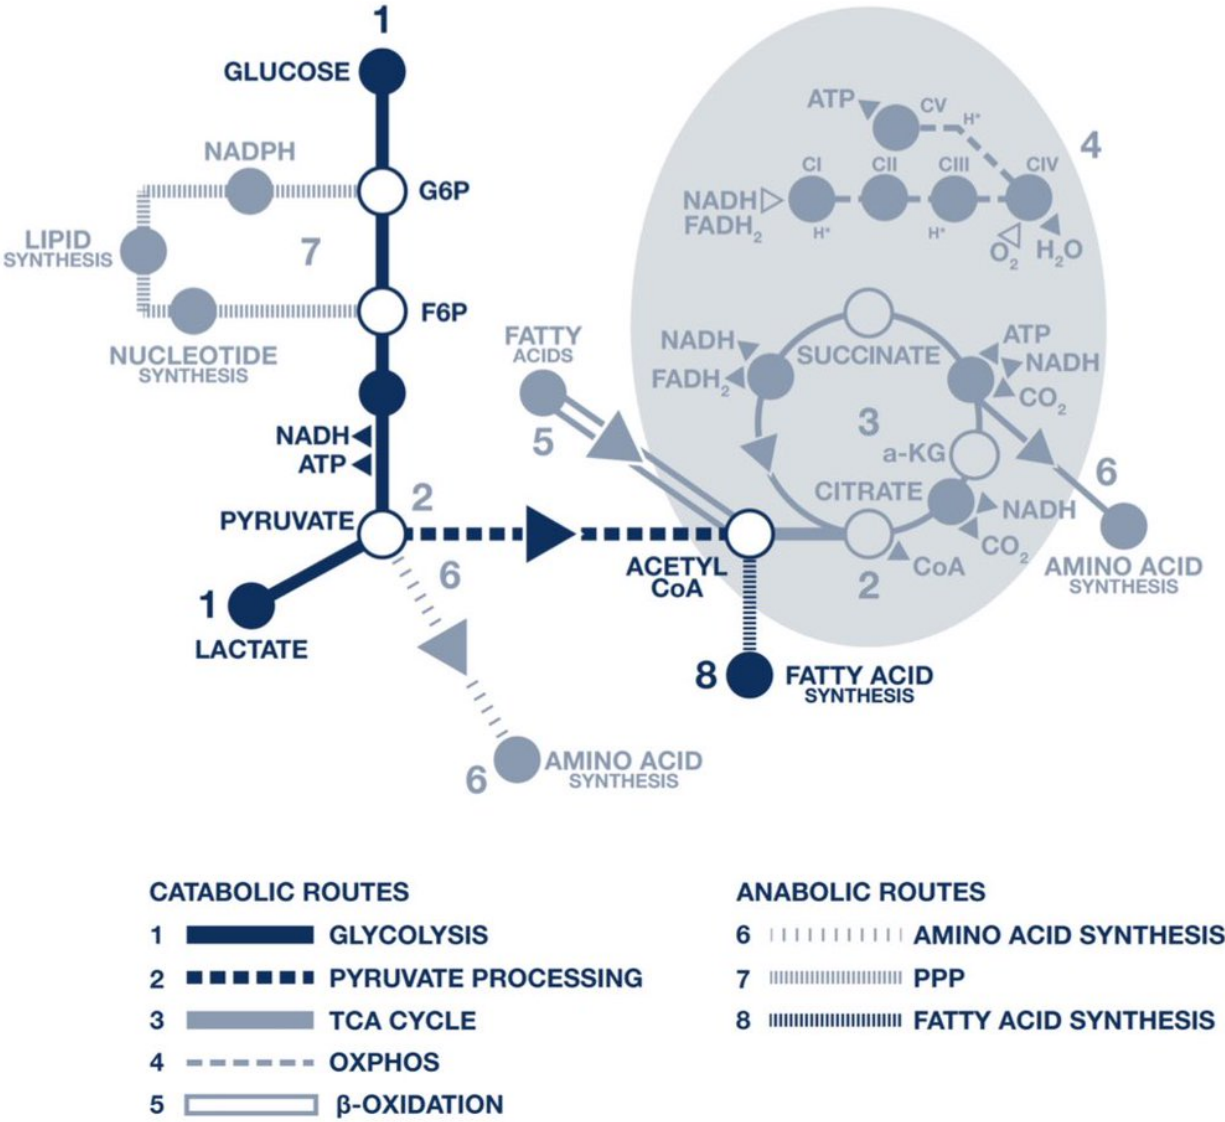 1
GLUCOSE
NADPH
G6P
LIPID
SYNTHESIS
7
F6P
NUCLEOTIDE
SYNTHESIS
NADH
ATP
PYRUVATE
2
1
LACTATE
6
6
AMINO ACID
SYNTHESIS
FATTY
ACIDS
5
ACETYL
CoA
8
FATTY ACID
SYNTHESIS
4
ATP
CV
H⁺
CI
CII
CIII
CIV
NADH
FADH₂
H⁺
H⁺
O₂
H₂O
NADH
FADH₂
SUCCINATE
ATP
NADH
CO₂
3
a-KG
CITRATE
NADH
CO₂
CoA
2
6
AMINO ACID
SYNTHESIS
CATABOLIC ROUTES
1 GLYCOLYSIS
2 PYRUVATE PROCESSING
3 TCA CYCLE
4 OXPHOS
5 β-OXIDATION
ANABOLIC ROUTES
6 AMINO ACID SYNTHESIS
7 PPP
8 FATTY ACID SYNTHESIS